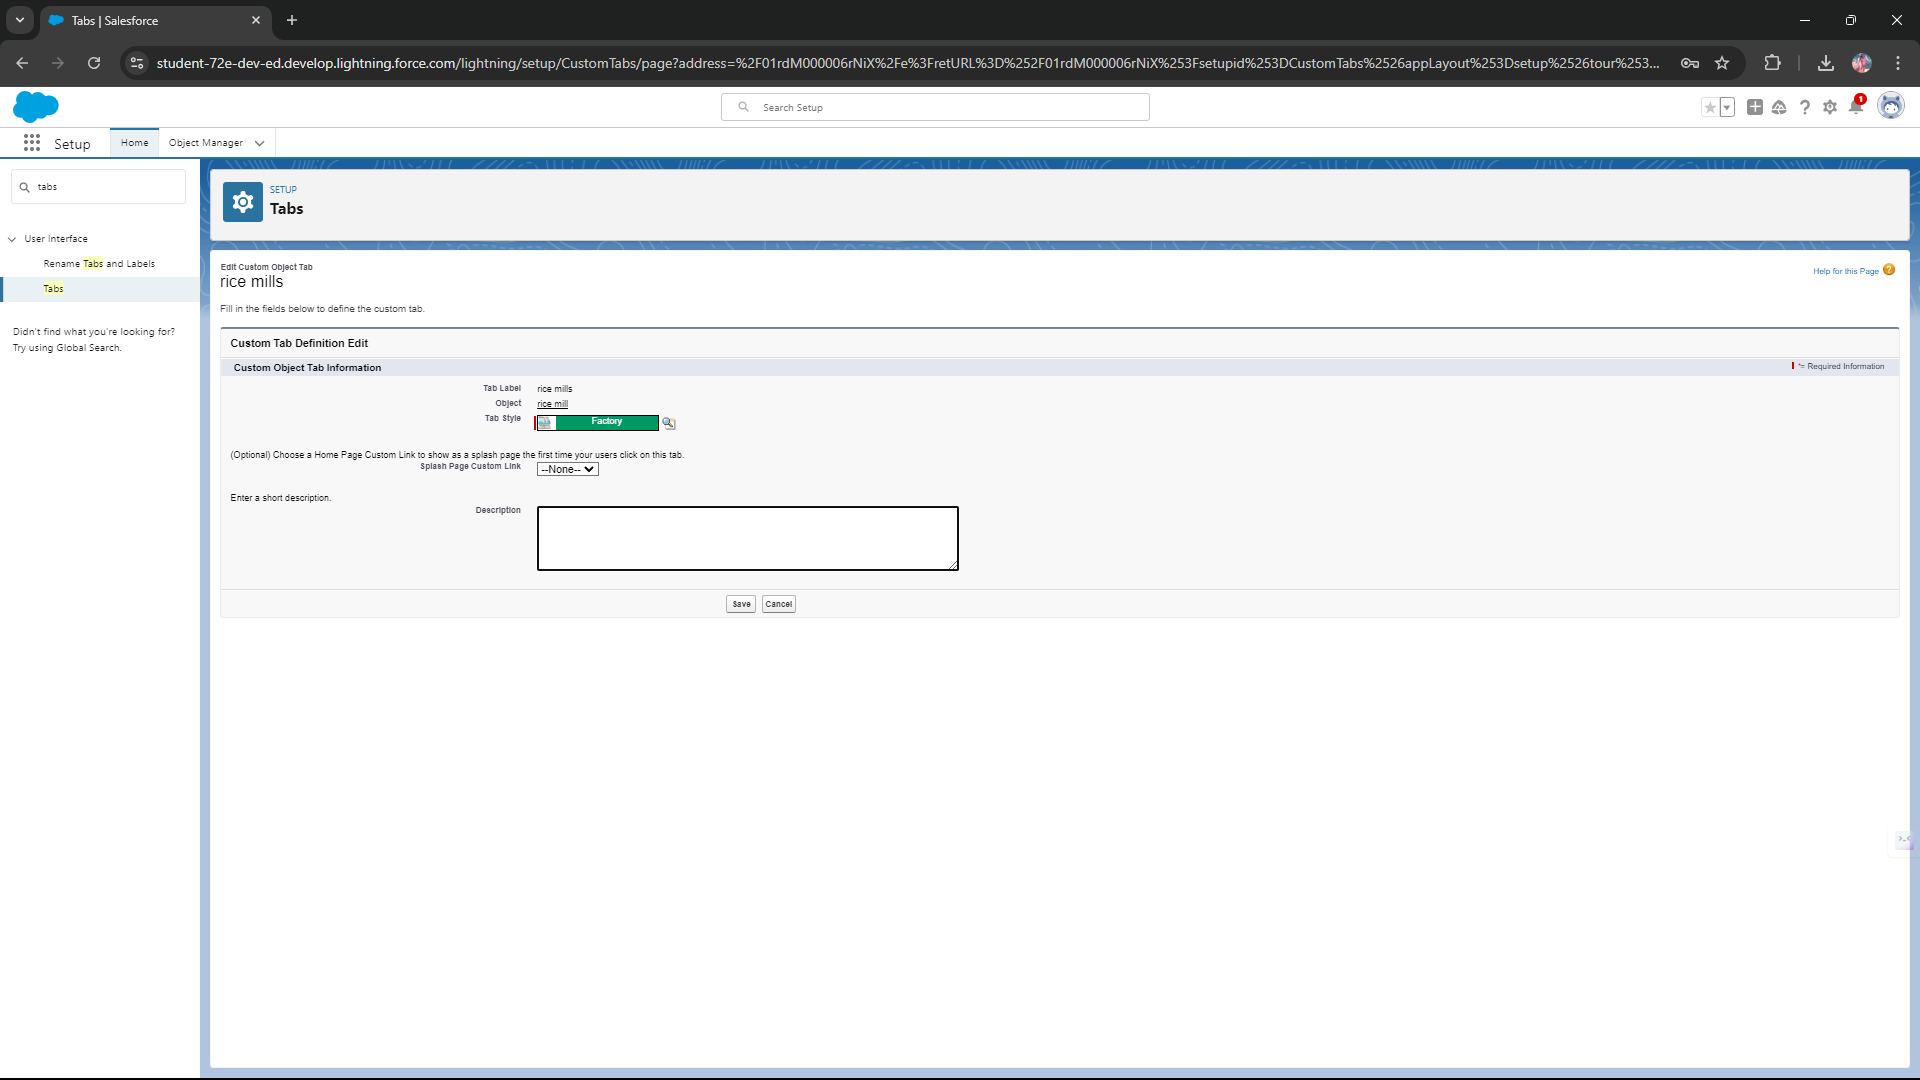 Tabs | Salesforce
student-72e-dev-ed.develop.lightning.force.com/lightning/setup/CustomTabs/page?address=%2F01rdM000006rNiX%2Fe%3FretURL%3D%252F01rdM000006rNiX%253Fsetupid%253DCustomTabs%2526appLayout%253Dsetup%2526tour%253...
Search Setup
1
Setup
Home
Object Manager
tabs
SETUP
Tabs
User Interface
Rename Tabs and Labels
Tabs
Didn't find what you're looking for?
Try using Global Search.
Edit Custom Object Tab
rice mills
Help for this Page ?
Fill in the fields below to define the custom tab.
Custom Tab Definition Edit
Custom Object Tab Information
*= Required Information
Tab Label rice mills
Object rice mill
Tab Style Factory
(Optional) Choose a Home Page Custom Link to show as a splash page the first time your users click on this tab.
Splash Page Custom Link --None--
Enter a short description.
Description
Save Cancel